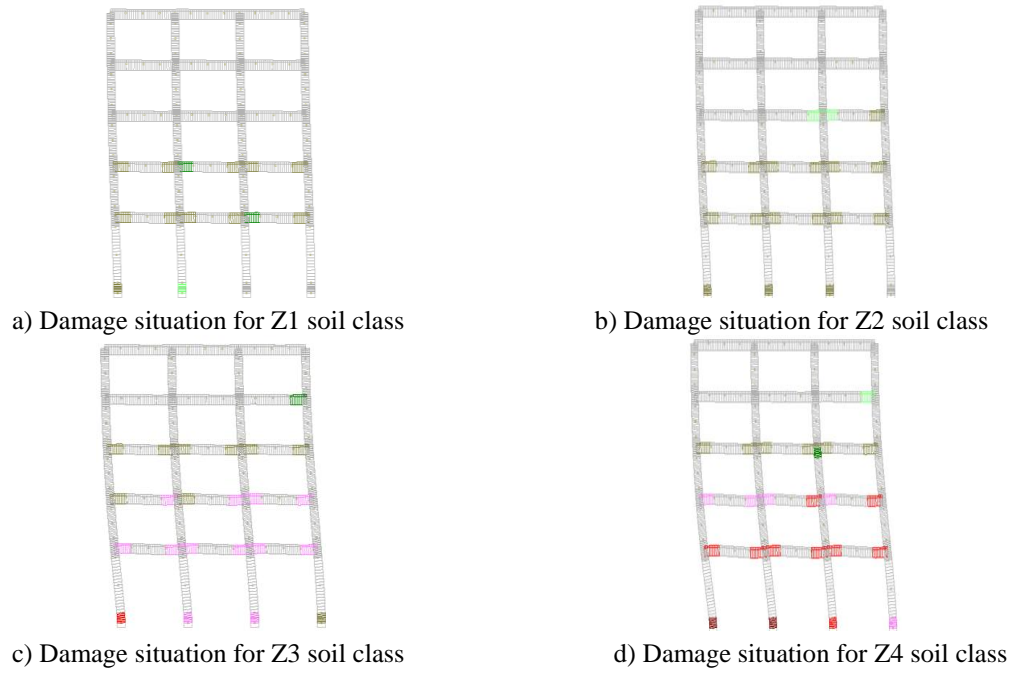 a) Damage situation for Z1 soil class
b) Damage situation for Z2 soil class
c) Damage situation for Z3 soil class
d) Damage situation for Z4 soil class